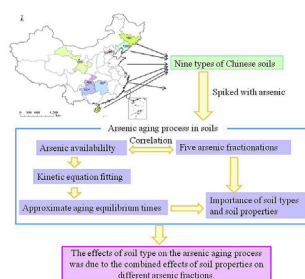 Nine types of Chinese soils
Spiked with arsenic
Arsenic aging process in soils
Arsenic availability
Correlation
Five arsenic fractionations
Kinetic equation fitting
Approximate aging equilibrium times
Importance of soil types
and soil properties
The effects of soil type on the arsenic aging process
was due to the combined effects of soil properties on
different arsenic fractions.